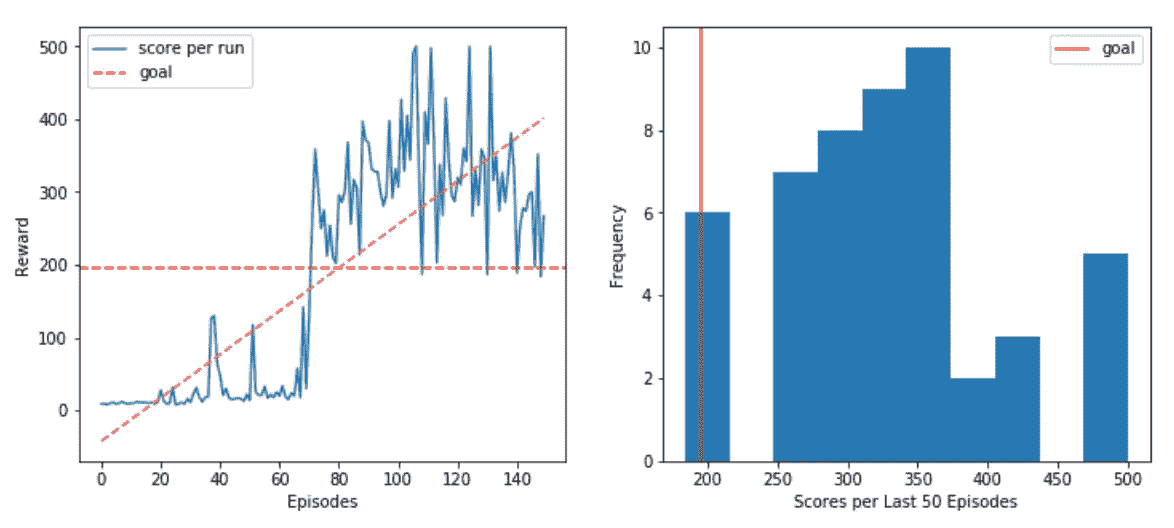 500
400
300
200
100
0
Reward
score per run
goal
0 20 40 60 80 100 120 140
Episodes
10
8
6
4
2
0
Frequency
goal
200 250 300 350 400 450 500
Scores per Last 50 Episodes